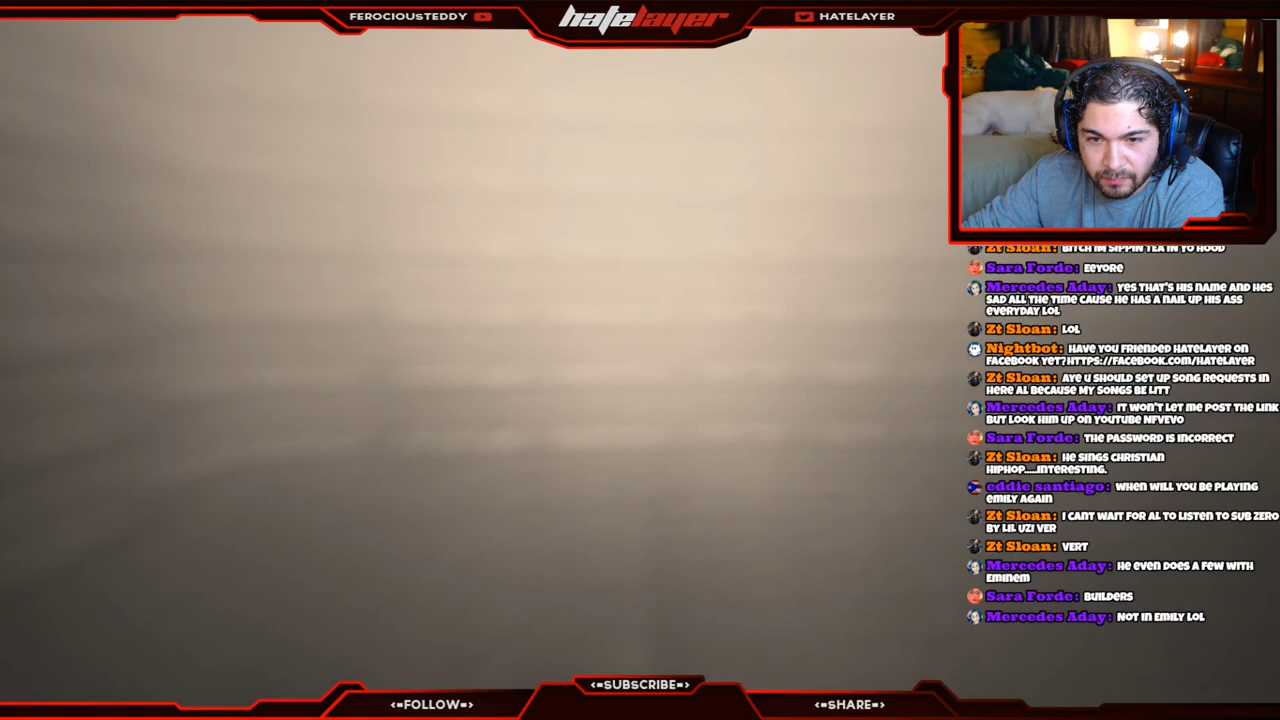 FEROCIOUSTEDDY
hatelayer
HATELAYER
Zt Sloan: BITCH IM SIPPIN TEA IN YO HOOD
Sara Forde: EEYORE
Mercedes Aday: YES THAT'S HIS NAME AND HES
SAD ALL THE TIME CAUSE HE HAS A NAIL UP HIS ASS
EVERYDAY LOL
Zt Sloan: LOL
Nightbot: HAVE YOU FRIENDED HATELAYER ON
FACEBOOK YET?HTTPS://FACEBOOK.COM/HATELAYER
Zt Sloan: AYE U SHOULD SET UP SONG REQUESTS IN
HERE AL BECAUSE MY SONGS BE LITT
Mercedes Aday: IT WON'T LET ME POST THE LINK
BUT LOOK HIM UP ON YOUTUBE NFVEVO
Sara Forde: THE PASSWORD IS INCORRECT
Zt Sloan: HE SINGS CHRISTIAN
HIPHOP.....INTERESTING.
eddie santiago: WHEN WILL YOU BE PLAYING
EMILY AGAIN
Zt Sloan: I CANT WAIT FOR AL TO LISTEN TO SUB ZERO
BY LIL UZI VER
Zt Sloan: VERT
Mercedes Aday: HE EVEN DOES A FEW WITH
EMINEM
Sara Forde: BUILDERS
Mercedes Aday: NOT IN EMILY LOL
<=SUBSCRIBE=>
<=FOLLOW=>
<=SHARE=>